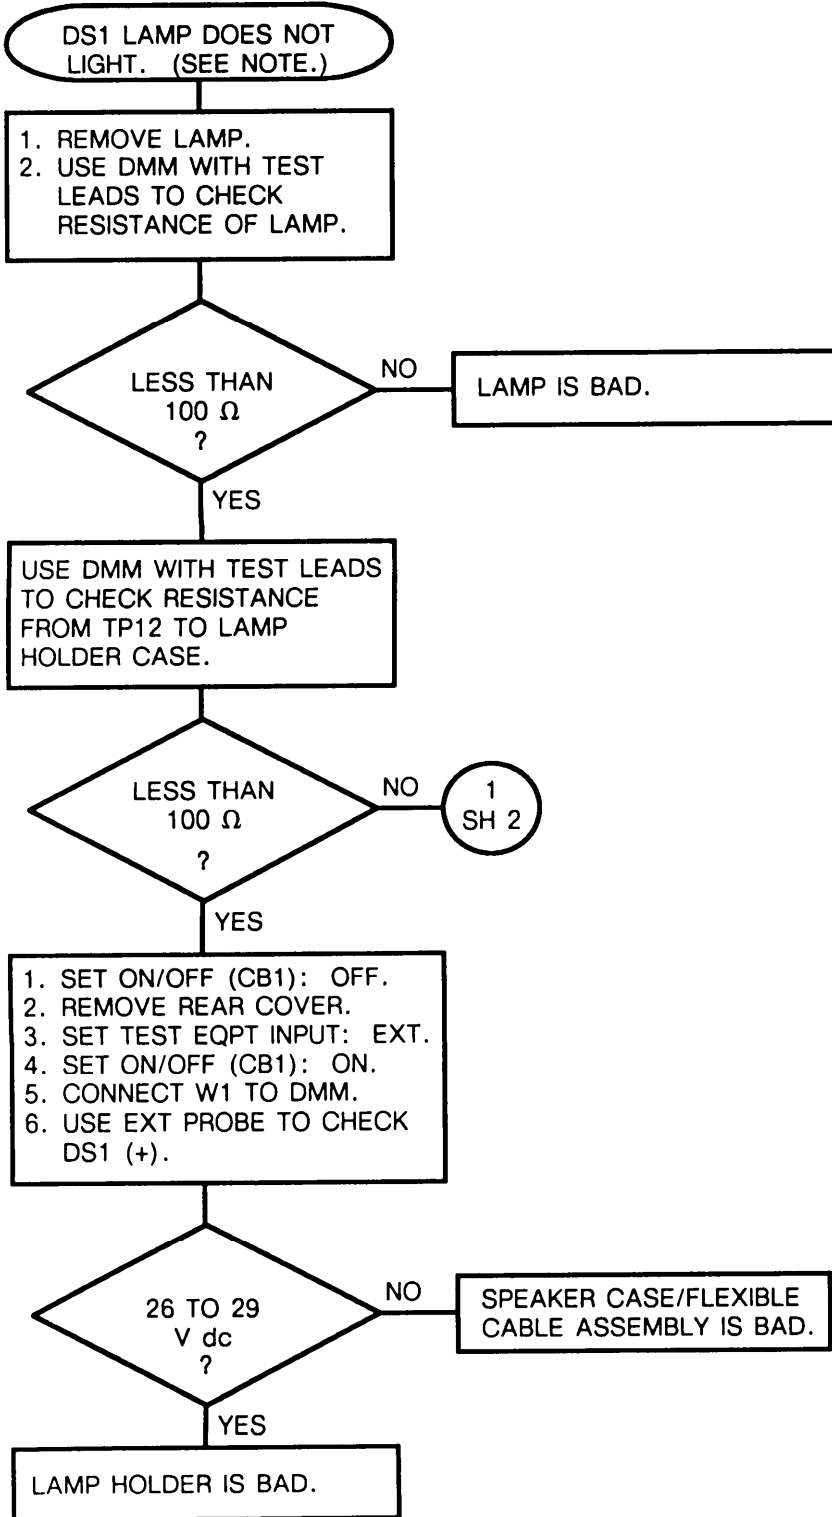 DS1 LAMP DOES NOT
LIGHT. (SEE NOTE.)
1. REMOVE LAMP.
2. USE DMM WITH TEST
LEADS TO CHECK
RESISTANCE OF LAMP.
LESS THAN
100 Ω
?
NO
LAMP IS BAD.
YES
USE DMM WITH TEST LEADS
TO CHECK RESISTANCE
FROM TP12 TO LAMP
HOLDER CASE.
LESS THAN
100 Ω
?
NO
1
SH 2
YES
1. SET ON/OFF (CB1): OFF.
2. REMOVE REAR COVER.
3. SET TEST EQPT INPUT: EXT.
4. SET ON/OFF (CB1): ON.
5. CONNECT W1 TO DMM.
6. USE EXT PROBE TO CHECK
DS1 (+).
26 TO 29
V dc
?
NO
SPEAKER CASE/FLEXIBLE
CABLE ASSEMBLY IS BAD.
YES
LAMP HOLDER IS BAD.